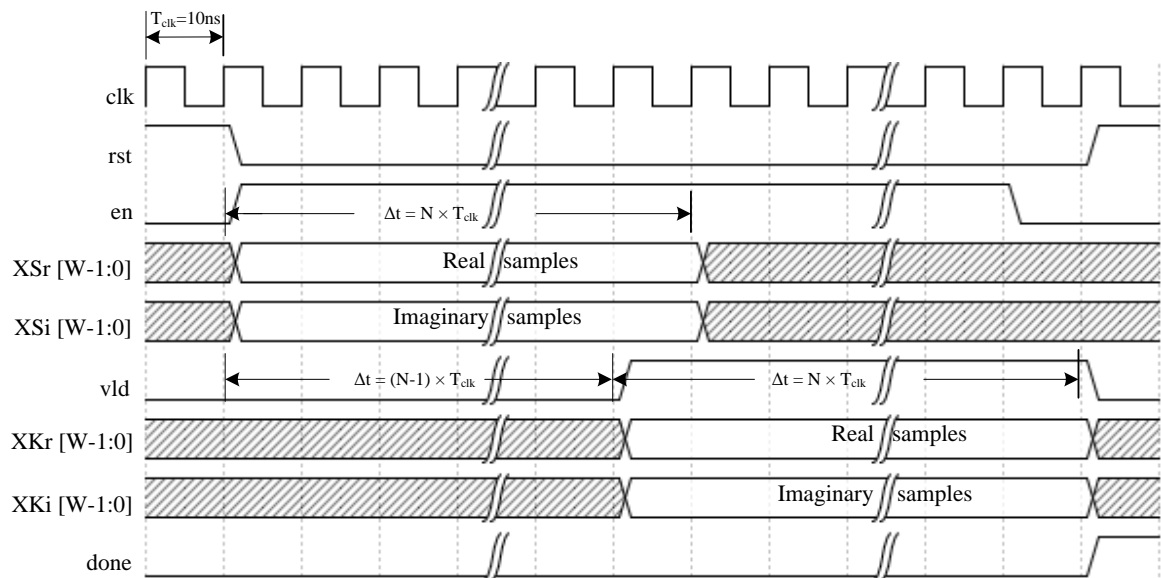 Tclk=10ns
clk
rst
en
Δt = N × Tclk
XSr [W-1:0]
Real samples
XSi [W-1:0]
Imaginary samples
vld
Δt = (N-1) × Tclk
Δt = N × Tclk
XKr [W-1:0]
Real samples
XKi [W-1:0]
Imaginary samples
done